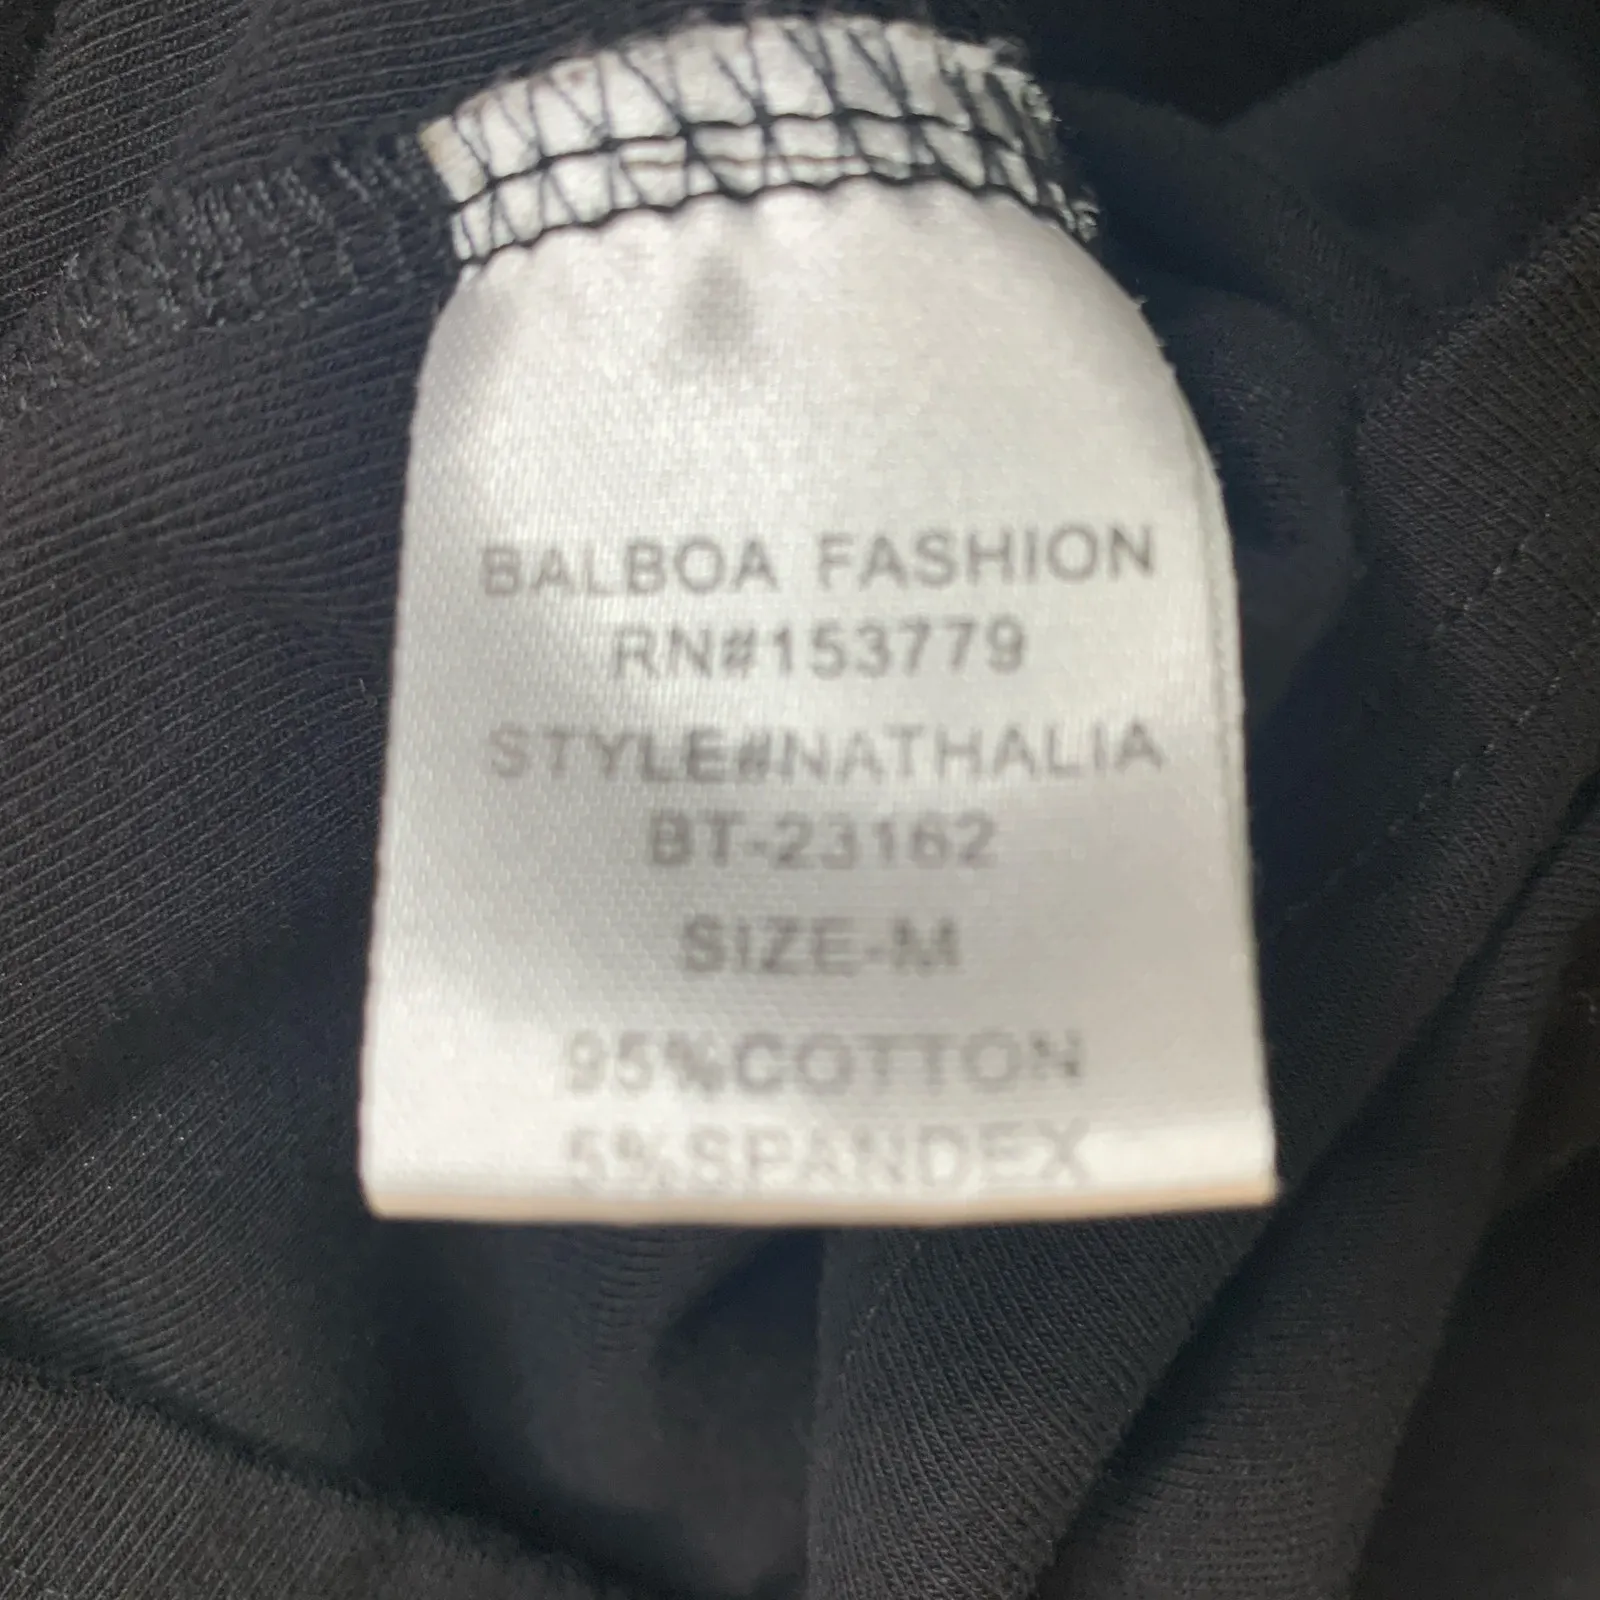 BALBOA FASHION
RN#153779
STYLE#NATHALIA
BT-23162
SIZE-M
95%COTTON
5%SPANDEX